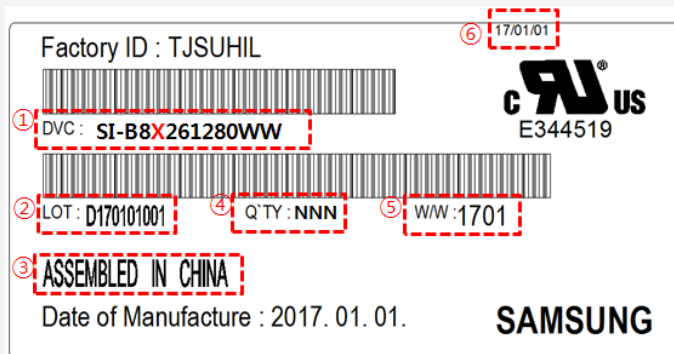 ⑥ 17/01/01
Factory ID : TJSUHIL
c RU ® US
E344519
① DVC : SI-B8X261280WW
② LOT : D170101001 ④ Q`TY : NNN ⑤ W/W :1701
③ ASSEMBLED IN CHINA
Date of Manufacture : 2017. 01. 01.
SAMSUNG